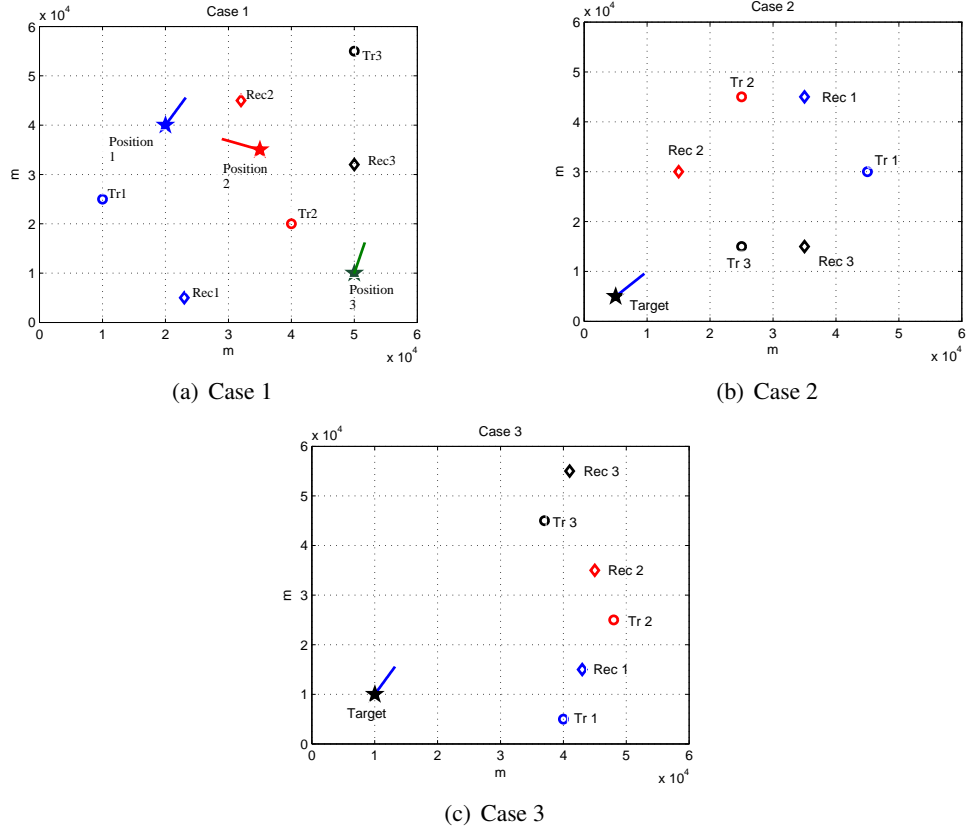 Case 1
x 10^4
6
5
4
3
2
1
0
m
Tr3
Rec2
Position
1
Position
2
Rec3
Tr1
Tr2
Position
3
Rec1
0 1 2 3 4 5 6
m
x 10^4
(a) Case 1
Case 2
x 10^4
6
5
4
3
2
1
0
m
Tr 2
Rec 1
Rec 2
Tr 1
Tr 3
Rec 3
Target
0 1 2 3 4 5 6
m
x 10^4
(b) Case 2
Case 3
x 10^4
6
5
4
3
2
1
0
m
Rec 3
Tr 3
Rec 2
Tr 2
Rec 1
Target
Tr 1
0 1 2 3 4 5 6
m
x 10^4
(c) Case 3